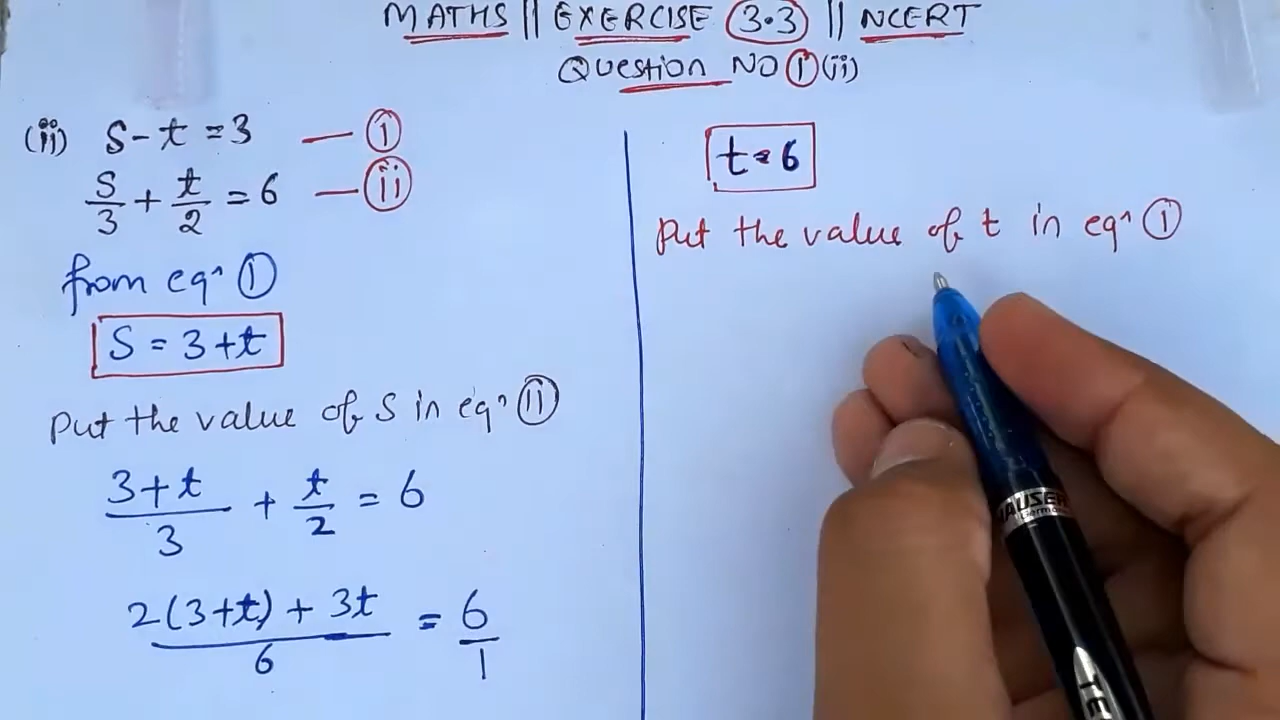 MATHS || EXERCISE 3.3 || NCERT
Question NO 1 (ii)
(ii) s - t = 3 — (i)
s/3 + t/2 = 6 — (ii)
from eqn (i)
s = 3+t
Put the value of s in eqn (ii)
3+t/3 + t/2 = 6
2(3+t) + 3t/6 = 6/1
t = 6
Put the value of t in eqn (i)
HAUSER
Germany